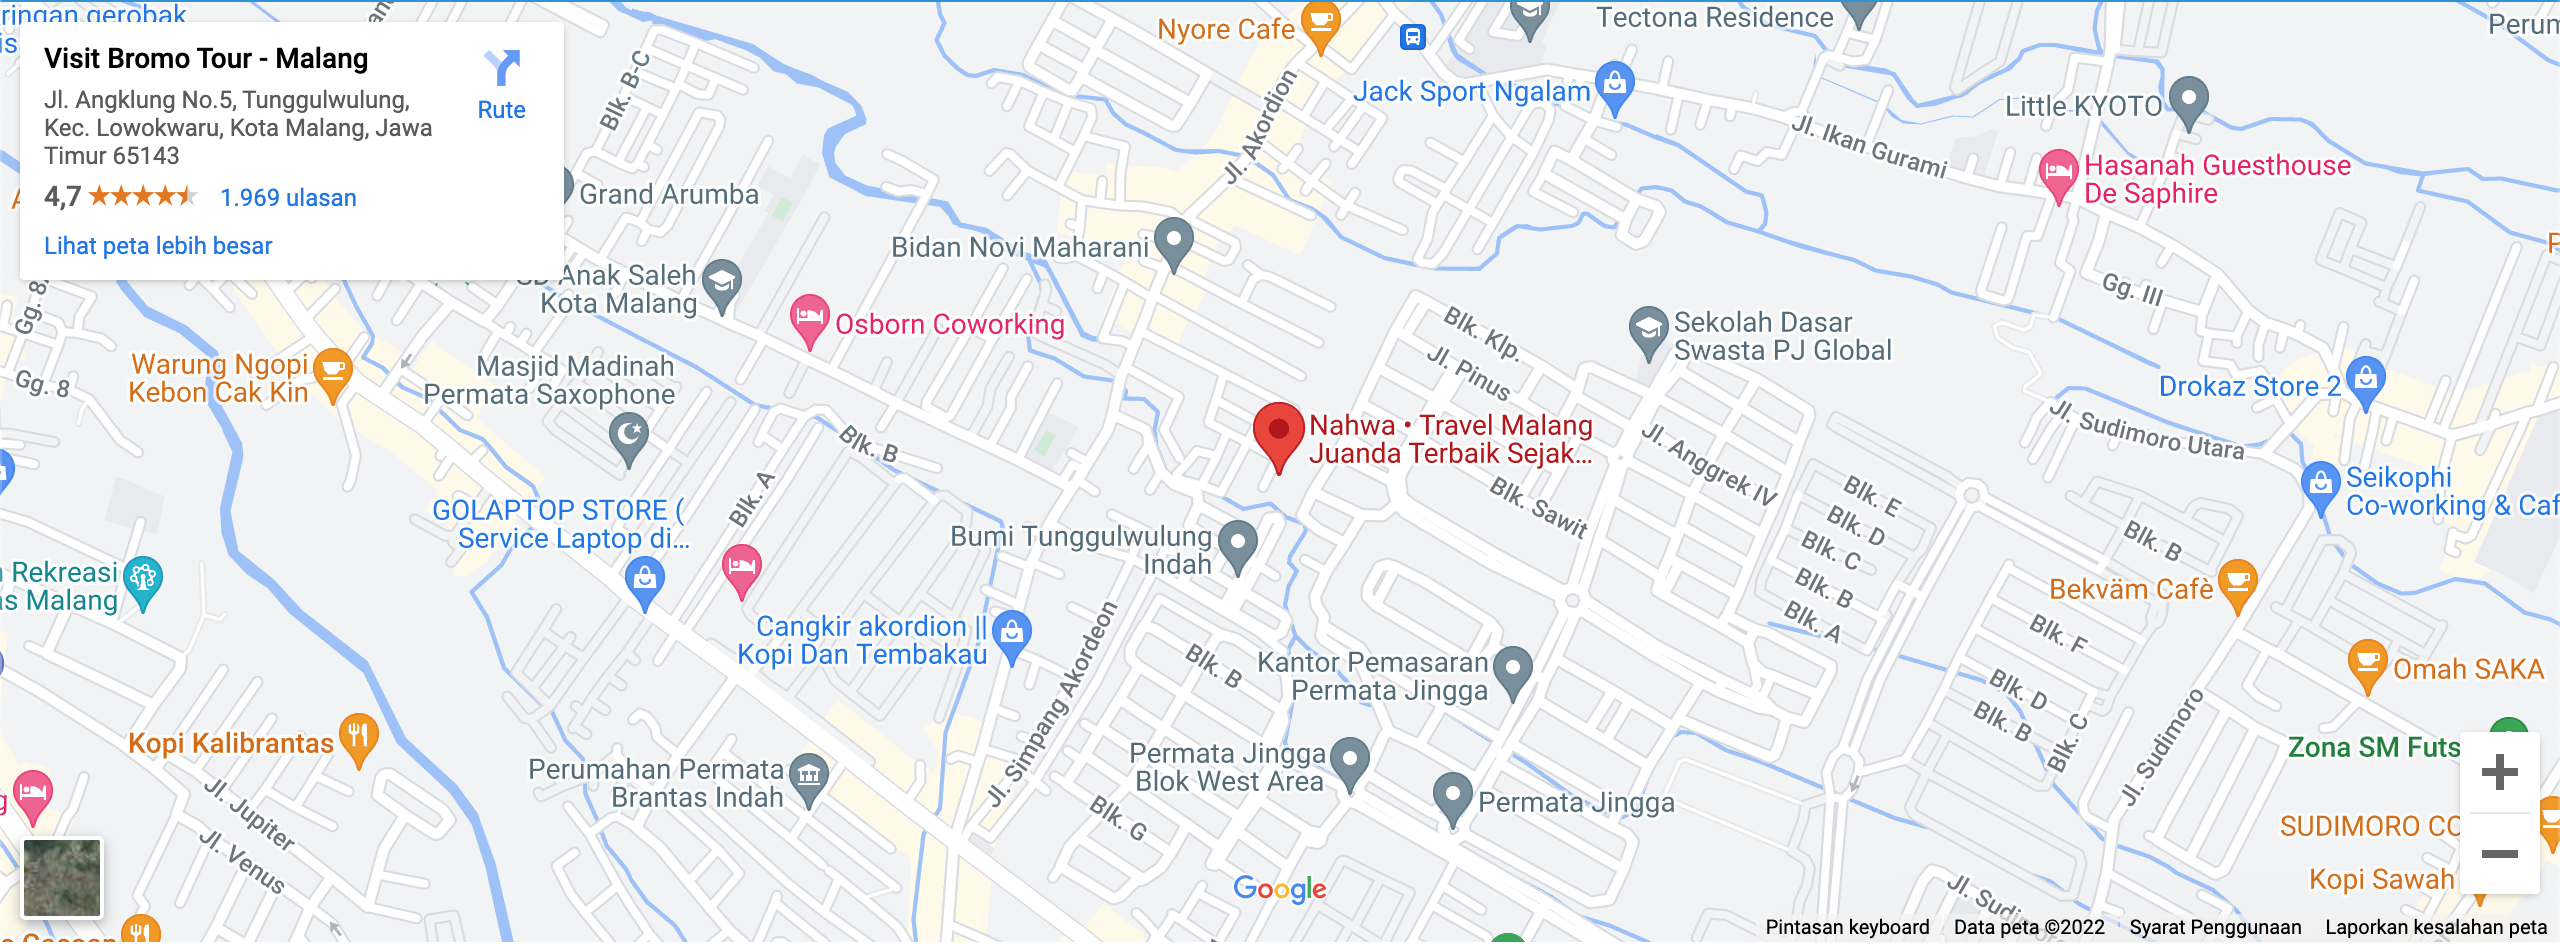 ringan gerobak
Visit Bromo Tour - Malang
Jl. Angklung No.5, Tunggulwulung,
Kec. Lowokwaru, Kota Malang, Jawa
Timur 65143
4,7
1.969 ulasan
Lihat peta lebih besar
Rute
Blk. B-C
Grand Arumba
Nyore Cafe
Tectona Residence
Jack Sport Ngalam
Jl. Akordion
Jl. Ikan Gurami
Little KYOTO
Hasanah Guesthouse
De Saphire
Bidan Novi Maharani
Anak Saleh
Kota Malang
Gg. 8
Gg. III
Osborn Coworking
Blk. Klp.
Jl. Pinus
Sekolah Dasar
Swasta PJ Global
Warung Ngopi
Kebon Cak Kin
Gg. 8
Masjid Madinah
Permata Saxophone
Drokaz Store 2
Jl. Sudimoro Utara
Nahwa • Travel Malang
Juanda Terbaik Sejak...
Blk. B
Blk. A
Jl. Anggrek IV
Blk. Sawit
Blk. E
Blk. D
Blk. C
Blk. B
Blk. A
Seikophi
Co-working & Caf
GOLAPTOP STORE (
Service Laptop di...
Bumi Tunggulwulung
Indah
Blk. B
Rekreasi
as Malang
Bekväm Cafè
Cangkir akordion ||
Kopi Dan Tembakau
Jl. Simpang Akordeon
Blk. B
Kantor Pemasaran
Permata Jingga
Blk. F
Blk. D
Blk. B
Blk. C
Jl. Sudimoro
Omah SAKA
Kopi Kalibrantas
Zona SM Futs
Perumahan Permata
Brantas Indah
Permata Jingga
Blok West Area
Permata Jingga
Blk. G
Jl. Jupiter
Jl. Venus
SUDIMORO CO
Kopi Sawah
Jl. Sudi
Google
Pintasan keyboard
Data peta ©2022
Syarat Penggunaan
Laporkan kesalahan peta